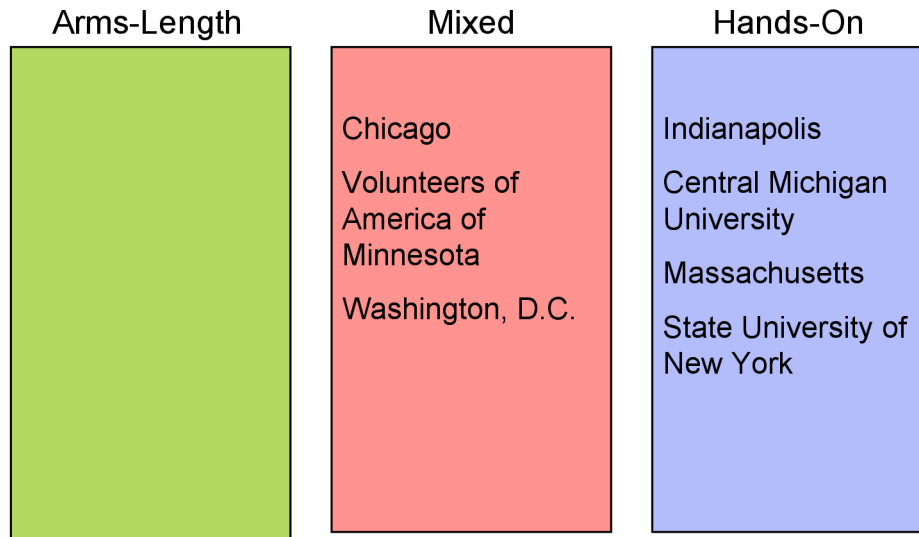 Arms-Length
Mixed
Hands-On
Chicago
Volunteers of
America of
Minnesota
Washington, D.C.
Indianapolis
Central Michigan
University
Massachusetts
State University of
New York